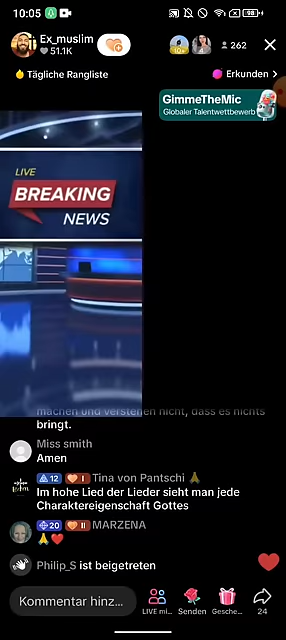 10:05
98
Ex_muslim
51.1K
262
Tägliche Rangliste
Erkunden
GimmeTheMic
Globaler Talentwettbewerb
LIVE
BREAKING
NEWS
machen und verstehen nicht, dass es nichts
bringt.
Miss smith
Amen
12 I Tina von Pantschi 🙏
Im hohe Lied der Lieder sieht man jede
Charaktereigenschaft Gottes
20 II MARZENA
🙏❤️
Philip_S ist beigetreten
Kommentar hinz...
LIVE mi...
Senden
Gesche...
24